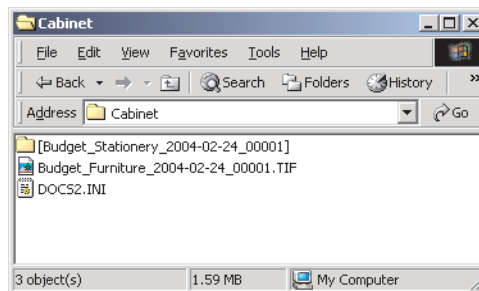 Cabinet
File Edit View Favorites Tools Help
Back Search Folders History »
Address Cabinet Go
[Budget_Stationery_2004-02-24_00001]
Budget_Furniture_2004-02-24_00001.TIF
DOCS2.INI
3 object(s) 1.59 MB My Computer